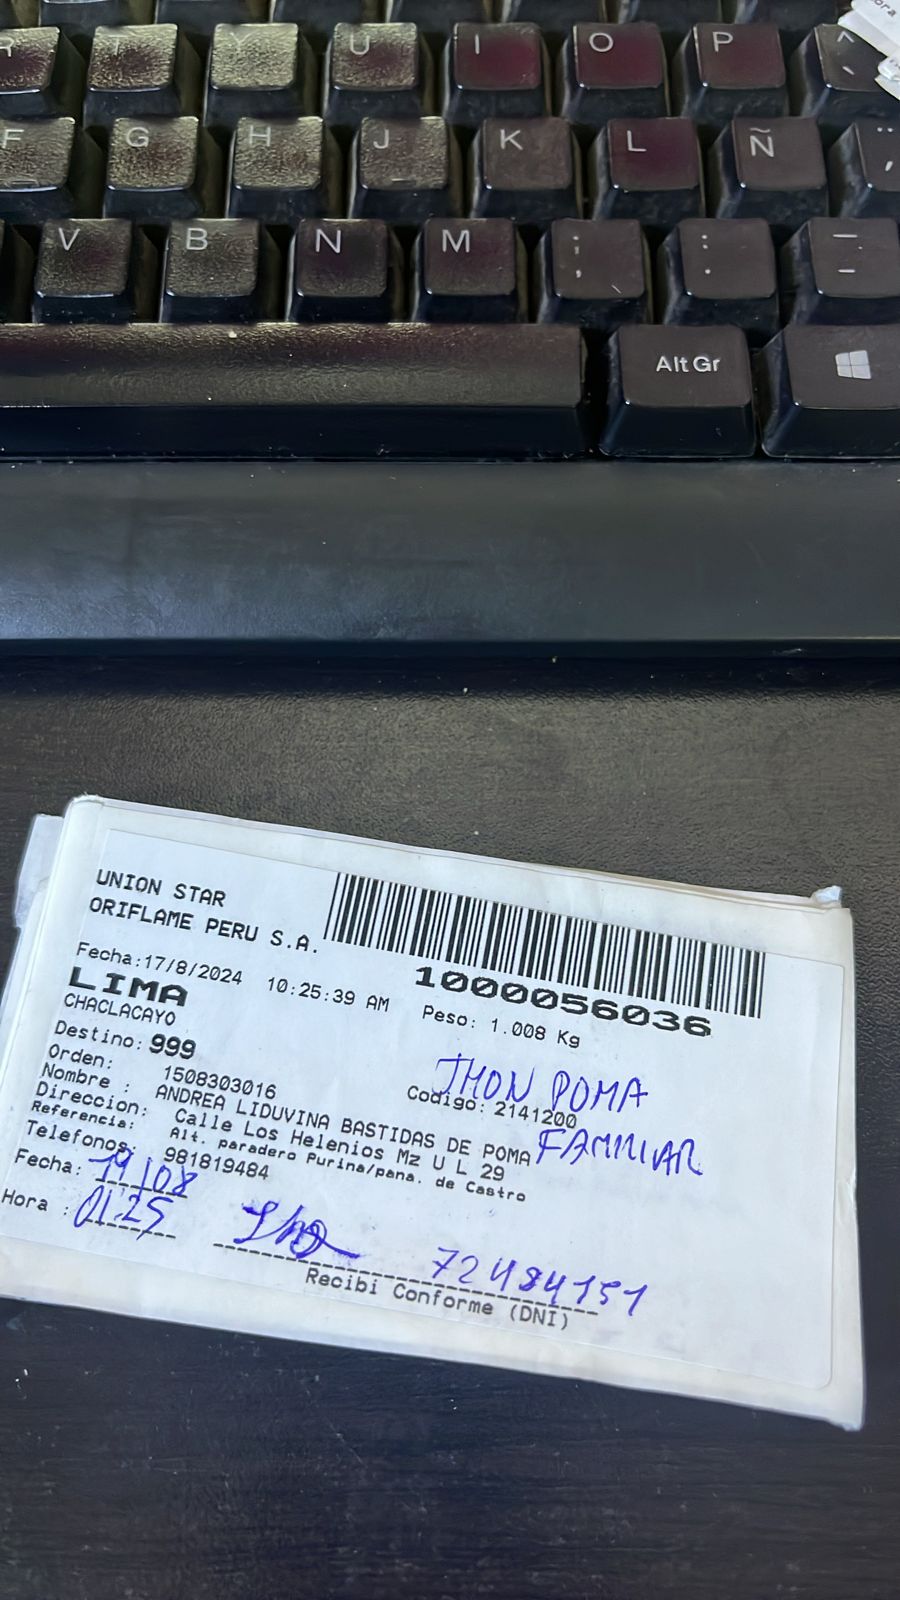 R T Y U I O P ^
F G H J K L Ñ
V B N M ; : _
, . -
Alt Gr
UNION STAR
ORIFLAME PERU S.A.
Fecha:17/8/2024 10:25:39 AM
1000056036
LIMA
Peso: 1.008 Kg
CHACLACAYO
Destino: 999
JHON POMA
Orden: 1508303016
Codigo: 2141200
Nombre : ANDREA LIDUVINA BASTIDAS DE POMA
FAMILIAR
Direccion: Calle Los Helenios Mz U L 29
Referencia: Alt. paradero Purina/pana. de Castro
Telefonos: 981819484
Fecha: 19/08
Hora : 01:25
72484151
Recibi Conforme (DNI)